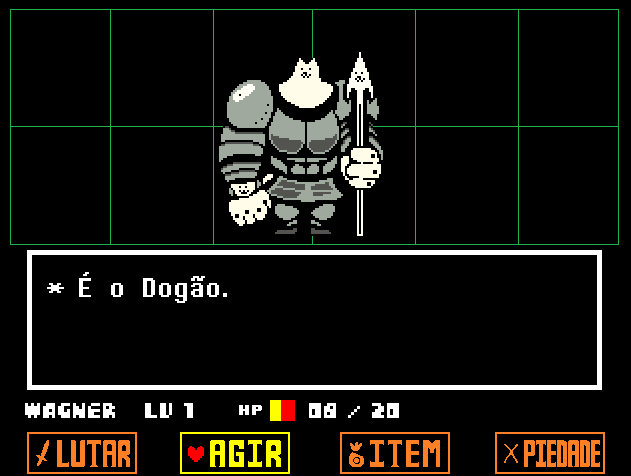 * É o Dogão.
WAGNER LV 1 HP 08 / 20
LUTAR AGIR ITEM PIEDADE